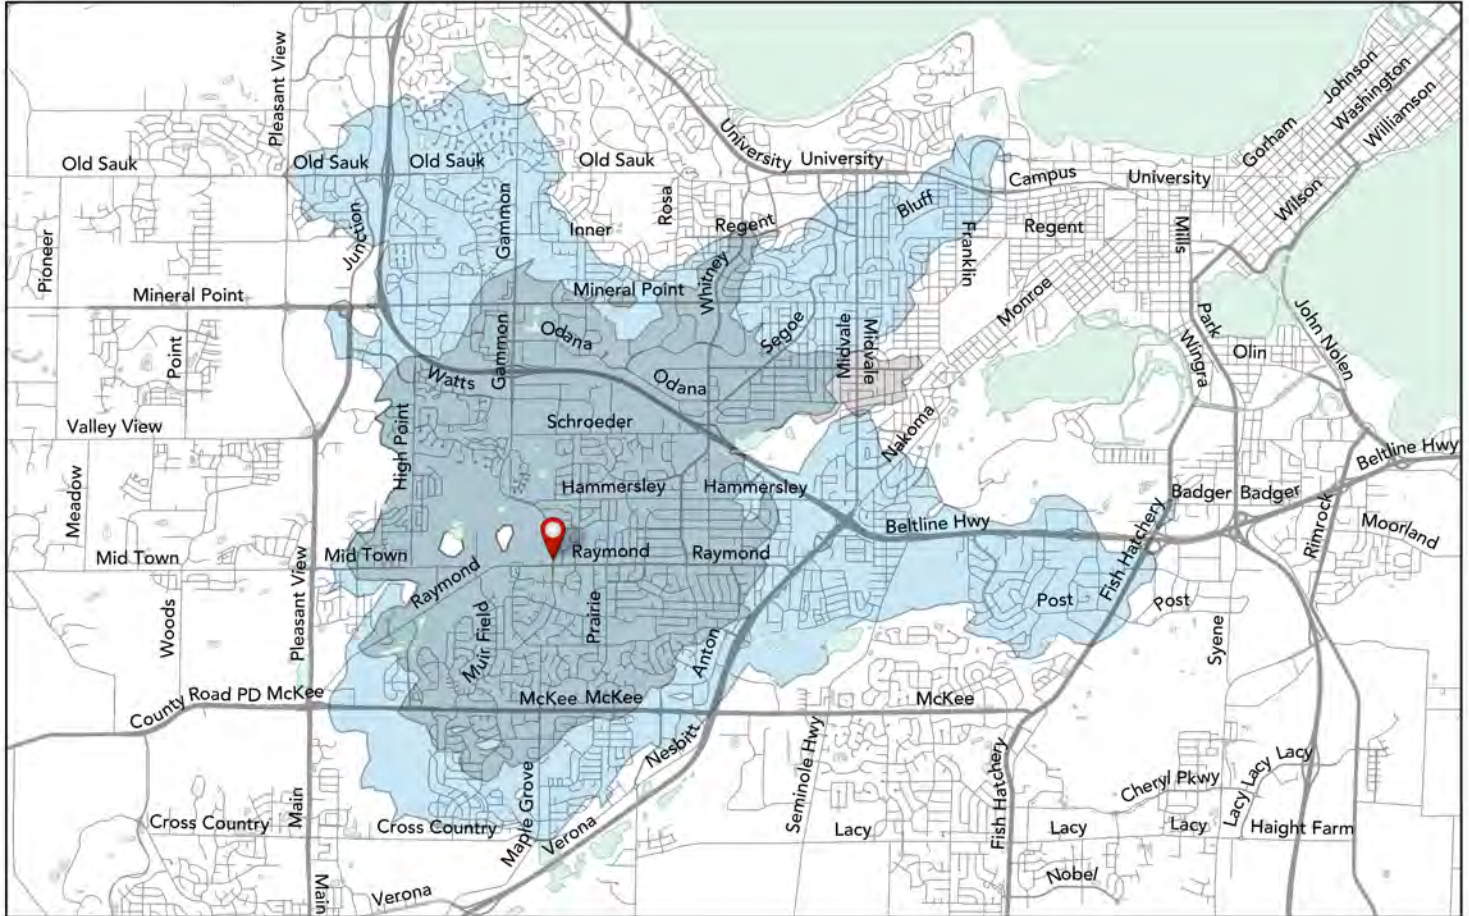 Johnson
Washington
Williamson
Pleasant View
Gorham
University
University
Old Sauk
Old Sauk
Old Sauk
Old Sauk
Campus
University
Wilson
Rosa
Bluff
Gammon
Junction
Inner
Regent
Franklin
Regent
Mills
Pioneer
Whitney
Mineral Point
Mineral Point
Monroe
Park
John Nolen
Odana
Segoe
Midvale
Midvale
Point
Gammon
Wingra
Olin
Watts
Odana
High Point
Schroeder
Nakoma
Valley View
Beltline Hwy
Meadow
Hammersley
Hammersley
Badger
Badger
Rimrock
Beltline Hwy
Moorland
Mid Town
Mid Town
Raymond
Raymond
Fish Hatchery
Raymond
Pleasant View
Woods
Muir Field
Prairie
Post
Post
Syene
Anton
County
Road PD
McKee
McKee
McKee
McKee
Nesbitt
Seminole Hwy
Fish Hatchery
Lacy
Lacy
Lacy
Cheryl Pkwy
Main
Maple Grove
Cross Country
Cross Country
Verona
Lacy
Lacy
Lacy
Haight Farm
Nobel
Main
Verona